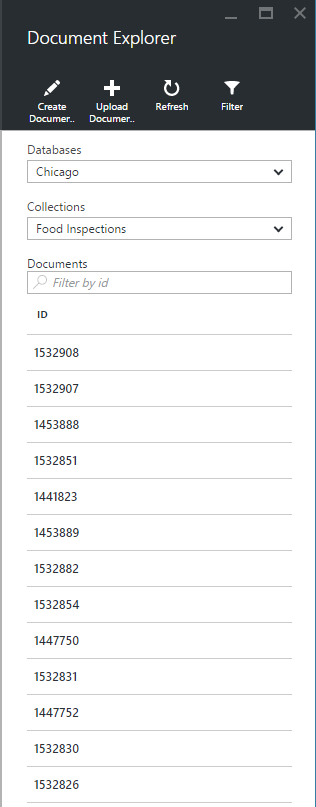 Document Explorer
Create Documer..
Upload Documer..
Refresh
Filter
Databases
Chicago
Collections
Food Inspections
Documents
Filter by id
ID
1532908
1532907
1453888
1532851
1441823
1453889
1532882
1532854
1447750
1532831
1447752
1532830
1532826